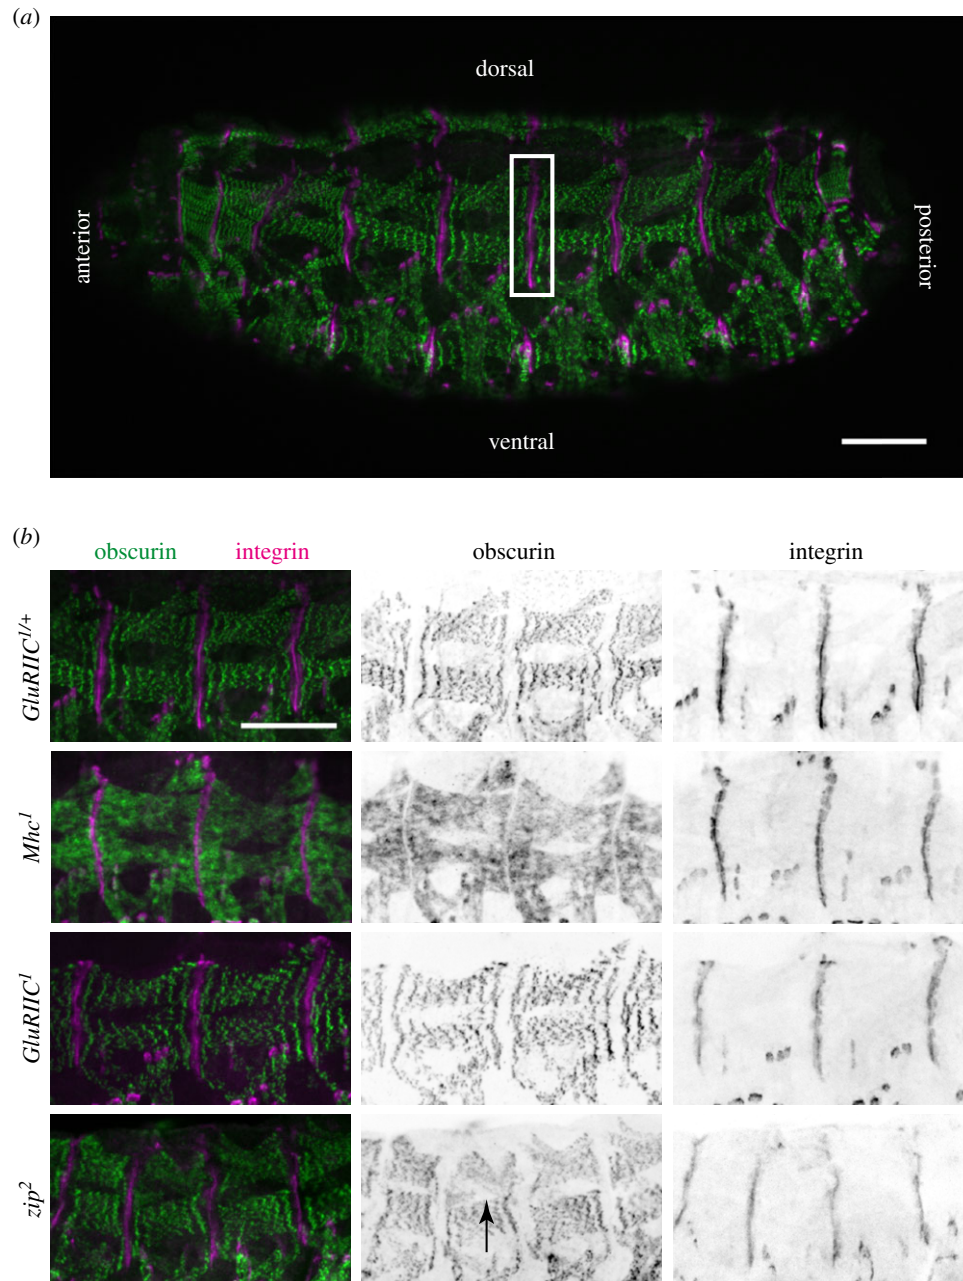 (a)
dorsal
anterior
posterior
ventral
(b)
obscurin integrin obscurin integrin
GluRIIC1/+
Mhc1
GluRIIC1
zip2